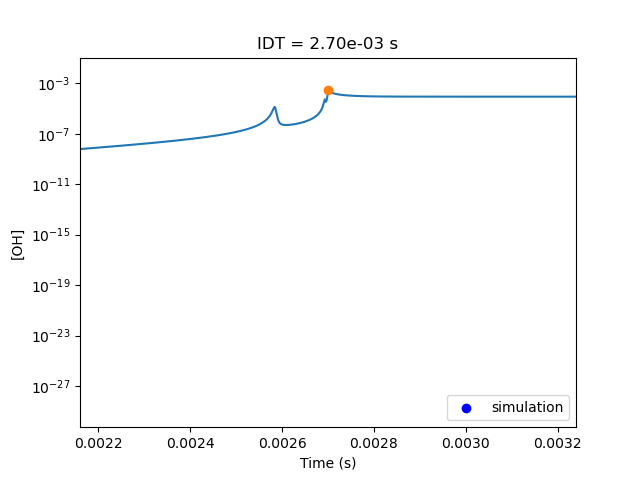 IDT = 2.70e-03 s
10⁻³
10⁻⁷
10⁻¹¹
10⁻¹⁵
10⁻¹⁹
10⁻²³
10⁻²⁷
[OH]
simulation
0.0022 0.0024 0.0026 0.0028 0.0030 0.0032
Time (s)